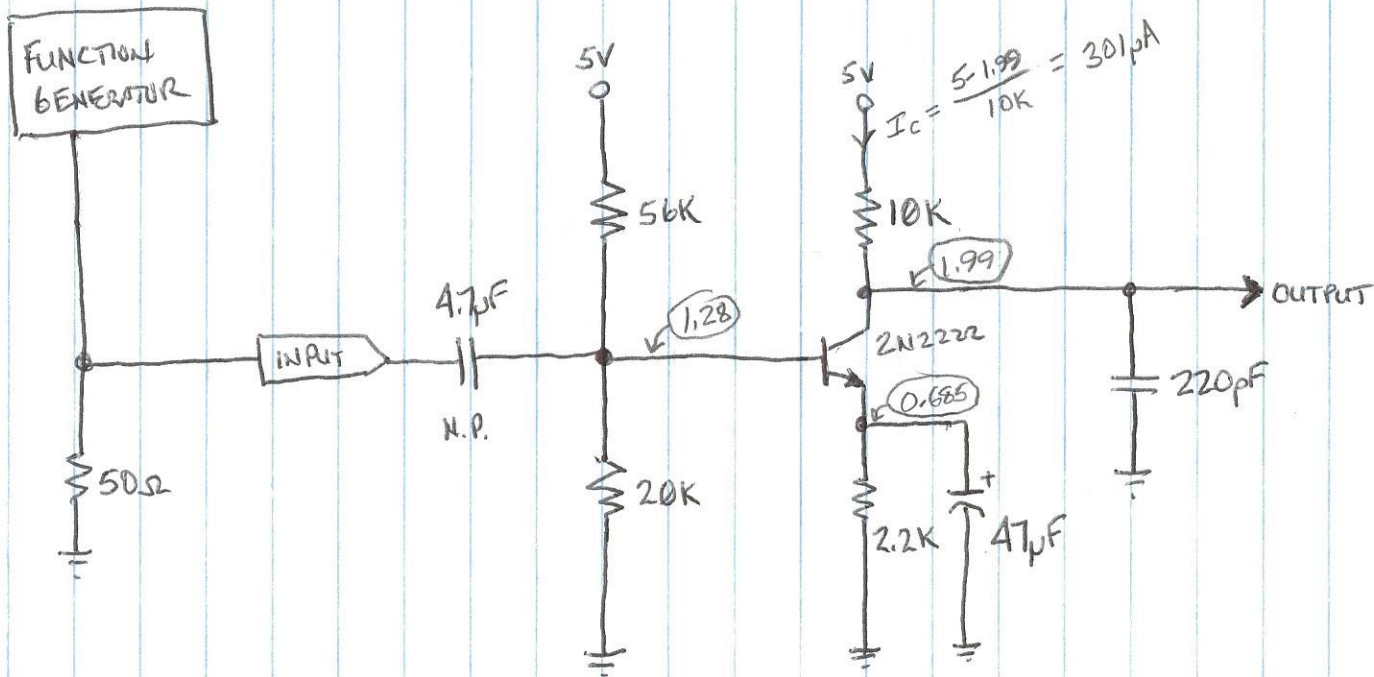 FUNCTION
GENERATOR
5V
5V
Ic = 5-1.99 / 10K = 301µA
56K
10K
1.99
OUTPUT
4.7µF
1.28
2N2222
INPUT
220pF
N.P.
0.685
50Ω
20K
+
2.2K
47µF